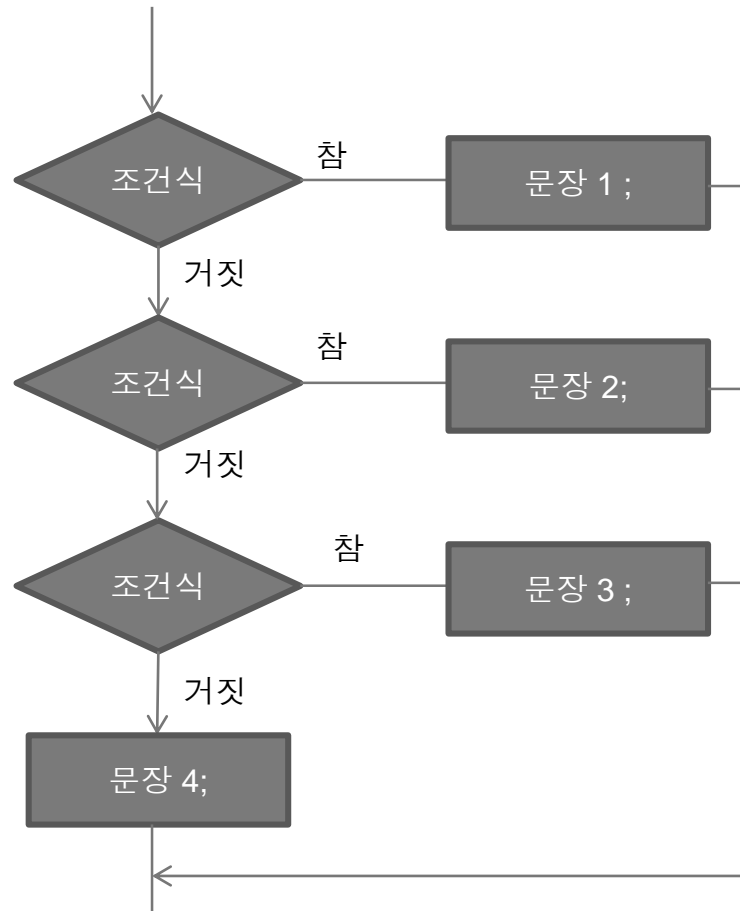 참
조건식
문장 1 ;
거짓
참
조건식
문장 2;
거짓
참
조건식
문장 3 ;
거짓
문장 4;